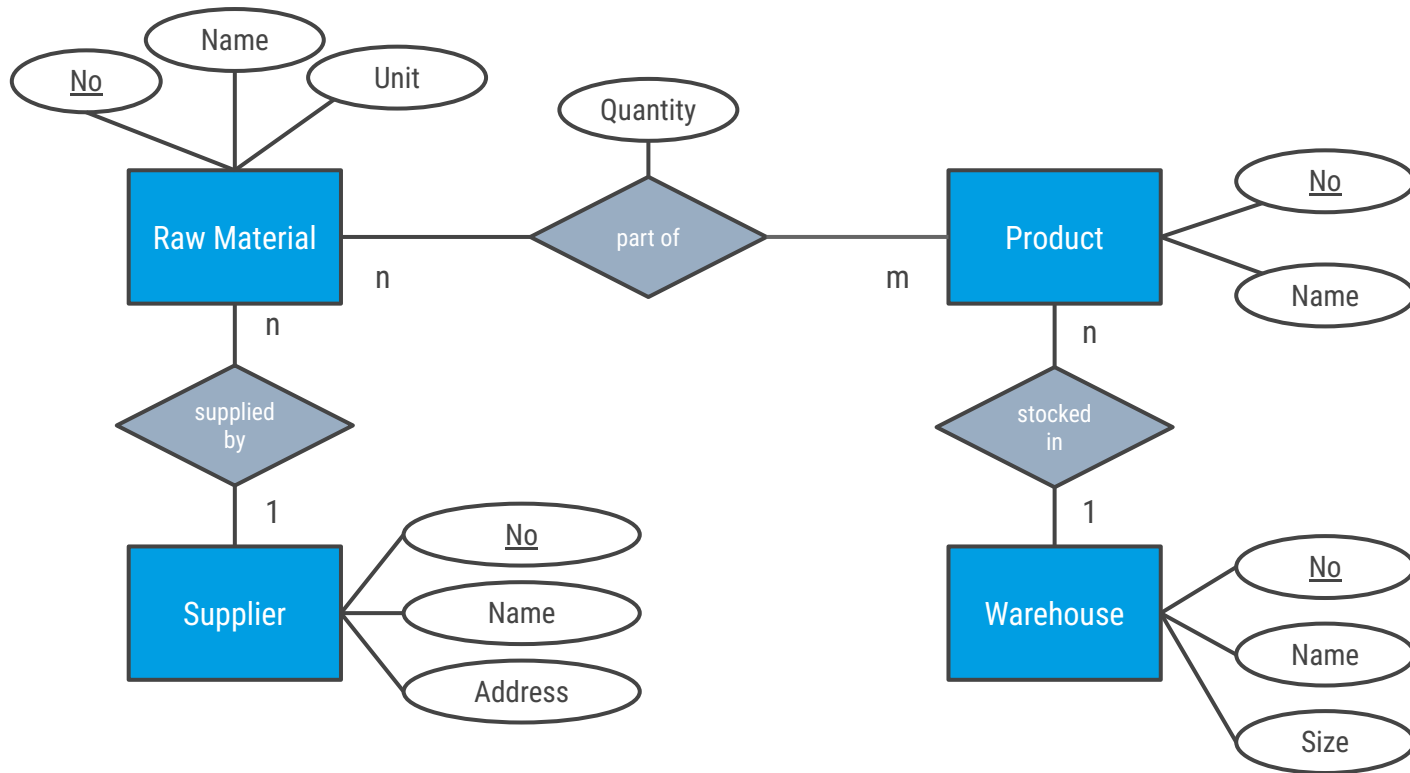 Name
No
Unit
Quantity
No
Raw Material
part of
Product
n
m
Name
n
n
supplied
by
stocked
in
1
1
No
No
Supplier
Name
Warehouse
Name
Address
Size